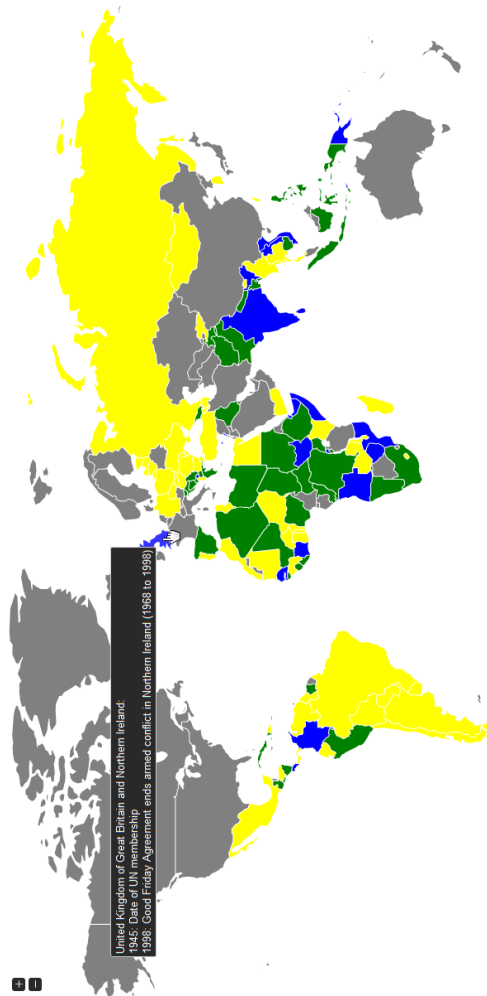 United Kingdom of Great Britain and Northern Ireland:
1945: Date of UN membership
1998: Good Friday Agreement ends armed conflict in Northern Ireland (1968 to 1998)
+
−